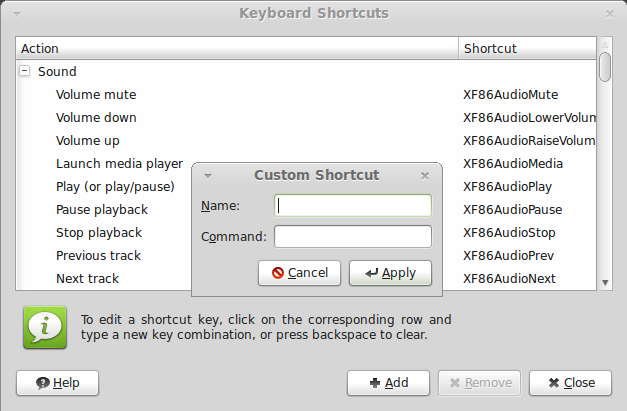 Keyboard Shortcuts
Action Shortcut
Sound
Volume mute XF86AudioMute
Volume down XF86AudioLowerVolum
Volume up XF86AudioRaiseVolum
Launch media player XF86AudioMedia
Play (or play/pause) XF86AudioPlay
Pause playback XF86AudioPause
Stop playback XF86AudioStop
Previous track XF86AudioPrev
Next track XF86AudioNext
Custom Shortcut
Name:
Command:
Cancel Apply
To edit a shortcut key, click on the corresponding row and
type a new key combination, or press backspace to clear.
Help Add Remove Close